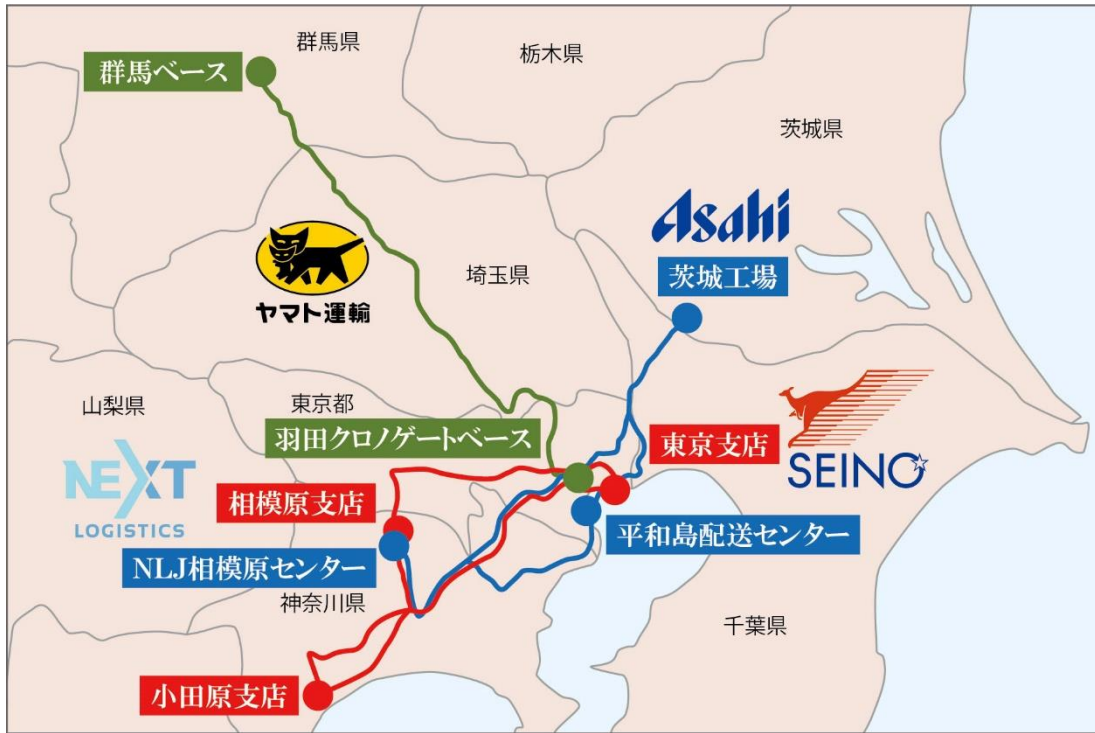 群馬県
栃木県
群馬ベース
茨城県
Asahi
茨城工場
埼玉県
ヤマト運輸
山梨県
東京都
羽田クロノゲートベース
東京支店
SEINO
NEXT
LOGISTICS
相模原支店
平和島配送センター
NLJ相模原センター
神奈川県
千葉県
小田原支店